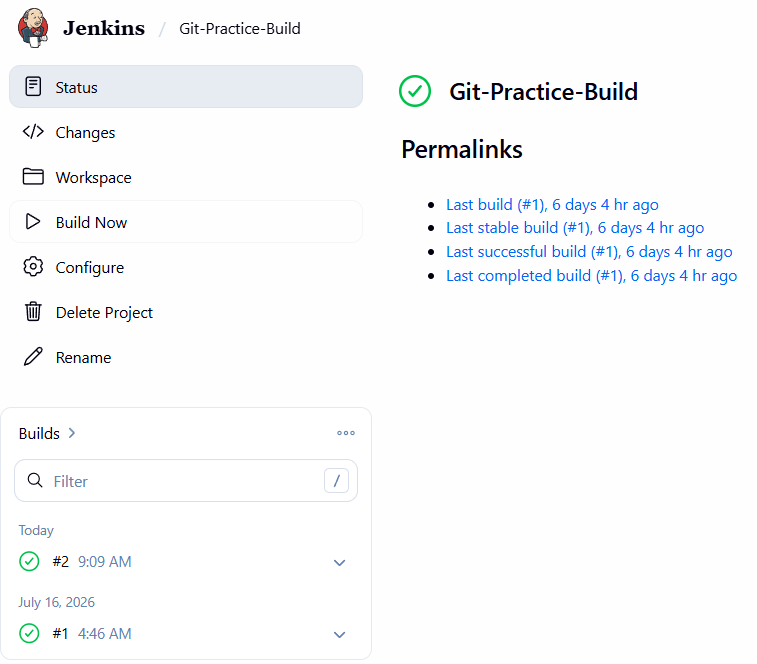 Jenkins / Git-Practice-Build
Status
Changes
Workspace
Build Now
Configure
Delete Project
Rename
Builds
Filter /
Today
#2 9:09 AM
July 16, 2026
#1 4:46 AM
Git-Practice-Build
Permalinks
Last build (#1), 6 days 4 hr ago
Last stable build (#1), 6 days 4 hr ago
Last successful build (#1), 6 days 4 hr ago
Last completed build (#1), 6 days 4 hr ago